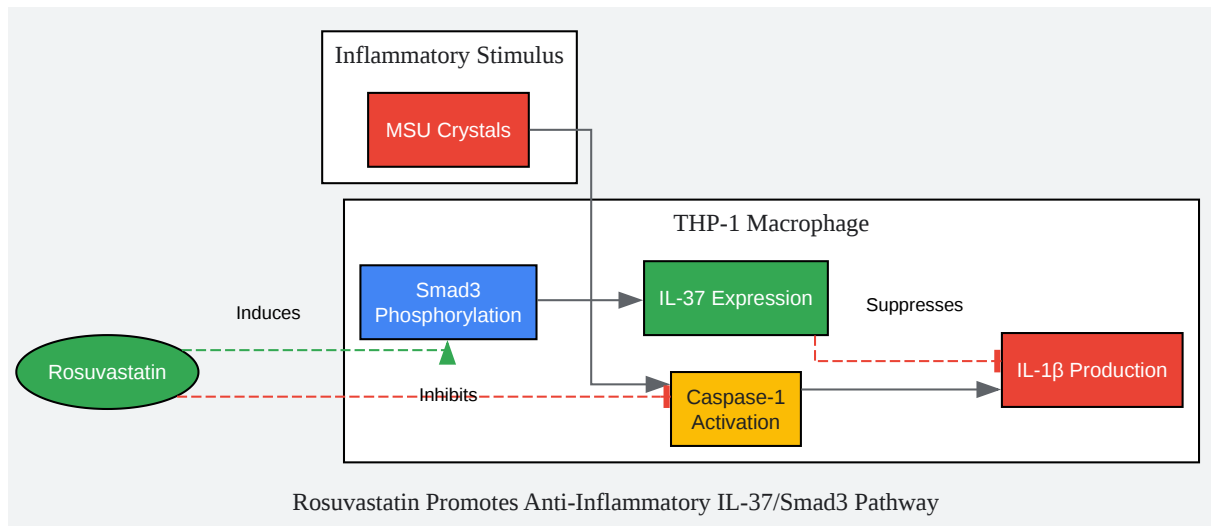 Inflammatory Stimulus
MSU Crystals
THP-1 Macrophage
Smad3
Phosphorylation
IL-37 Expression
Suppresses
Induces
Rosuvastatin
Inhibits
Caspase-1
Activation
IL-1β Production
Rosuvastatin Promotes Anti-Inflammatory IL-37/Smad3 Pathway